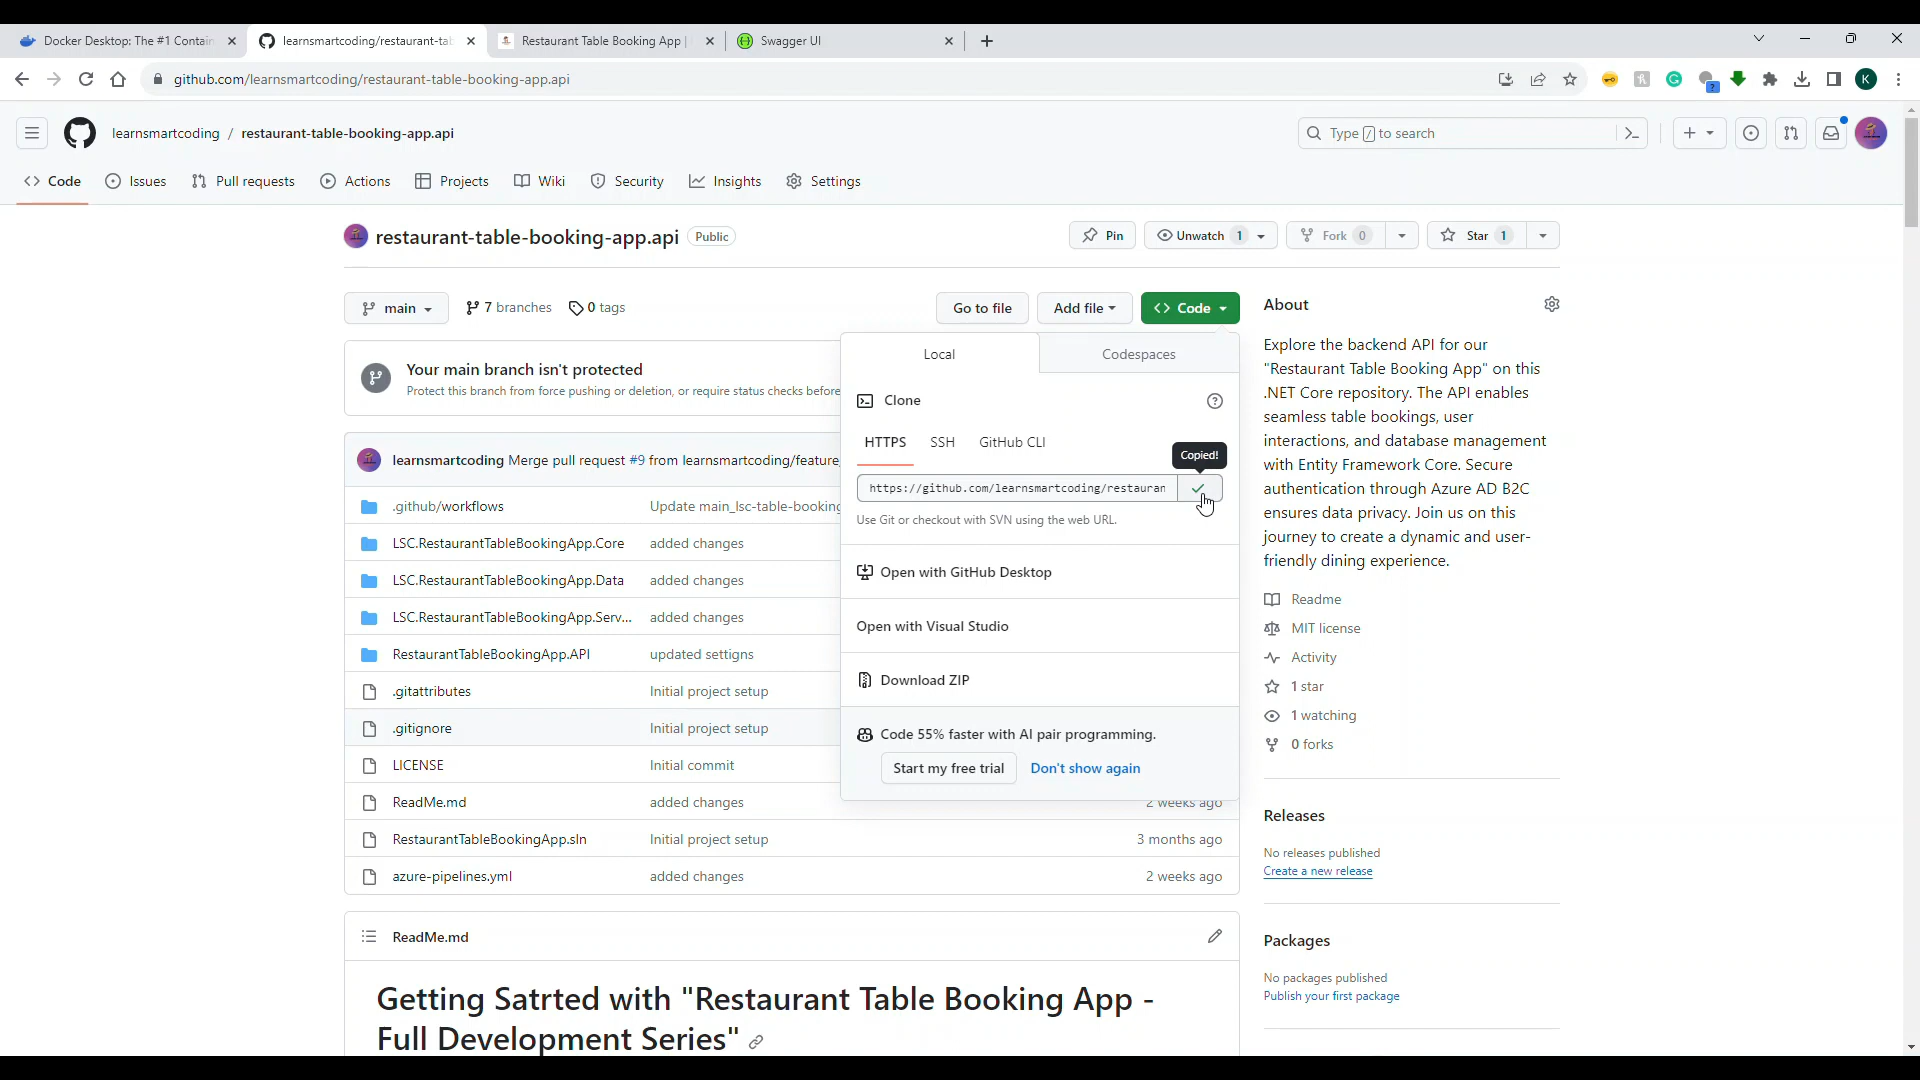 Docker Desktop: The #1 Contain
learnsmartcoding/restaurant-tab
Restaurant Table Booking App |
Swagger UI
github.com/learnsmartcoding/restaurant-table-booking-app.api
K
learnsmartcoding / restaurant-table-booking-app.api
Type / to search
Code
Issues
Pull requests
Actions
Projects
Wiki
Security
Insights
Settings
restaurant-table-booking-app.api
Public
Pin
Unwatch 1
Fork 0
Star 1
main
7 branches
0 tags
Go to file
Add file
Code
Your main branch isn't protected
Protect this branch from force pushing or deletion, or require status checks before
learnsmartcoding Merge pull request #9 from learnsmartcoding/feature
.github/workflows Update main_lsc-table-booking
LSC.RestaurantTableBookingApp.Core added changes
LSC.RestaurantTableBookingApp.Data added changes
LSC.RestaurantTableBookingApp.Serv... added changes
RestaurantTableBookingApp.API updated settigns
.gitattributes Initial project setup
.gitignore Initial project setup
LICENSE Initial commit
ReadMe.md added changes 2 weeks ago
RestaurantTableBookingApp.sln Initial project setup 3 months ago
azure-pipelines.yml added changes 2 weeks ago
Local
Codespaces
Clone
HTTPS
SSH
GitHub CLI
Copied!
https://github.com/learnsmartcoding/restauran
Use Git or checkout with SVN using the web URL.
Open with GitHub Desktop
Open with Visual Studio
Download ZIP
Code 55% faster with AI pair programming.
Start my free trial
Don't show again
ReadMe.md
Getting Satrted with "Restaurant Table Booking App -
Full Development Series"
About
Explore the backend API for our
"Restaurant Table Booking App" on this
.NET Core repository. The API enables
seamless table bookings, user
interactions, and database management
with Entity Framework Core. Secure
authentication through Azure AD B2C
ensures data privacy. Join us on this
journey to create a dynamic and user-
friendly dining experience.
Readme
MIT license
Activity
1 star
1 watching
0 forks
Releases
No releases published
Create a new release
Packages
No packages published
Publish your first package